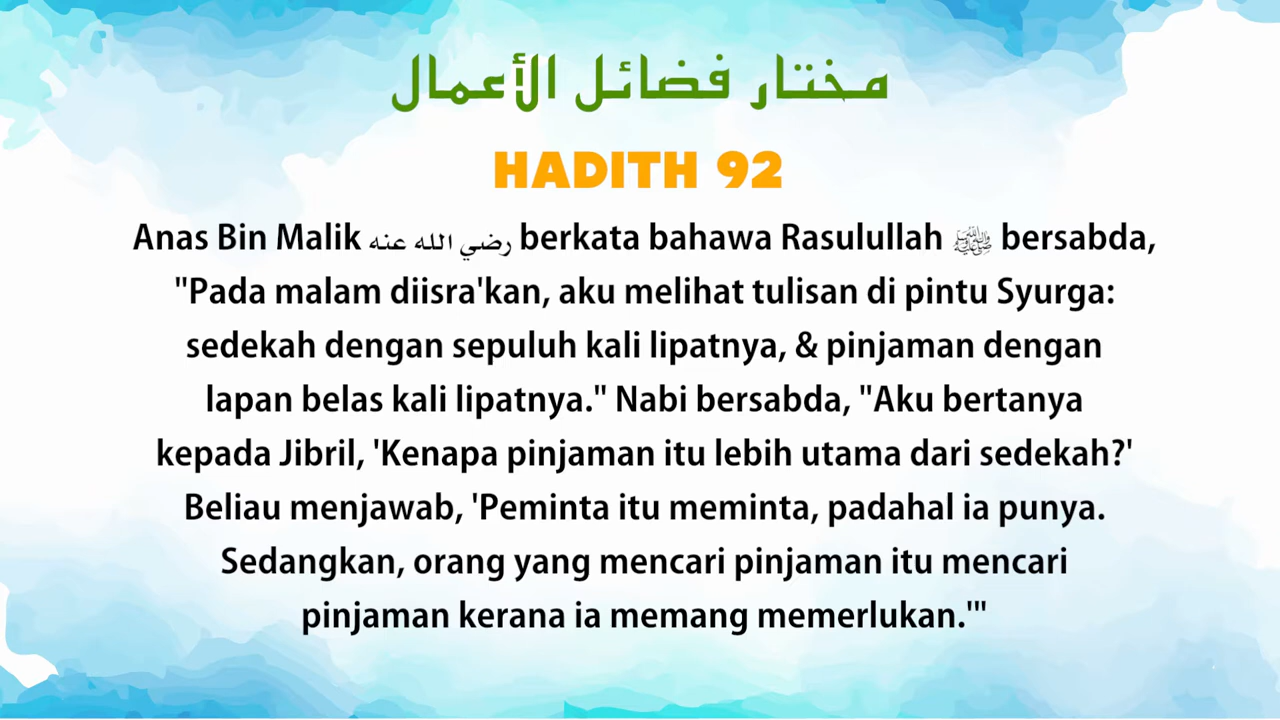 مختار فضائل الأعمال
HADITH 92
Anas Bin Malik رضي الله عنه berkata bahawa Rasulullah ﷺ bersabda,
"Pada malam diisra'kan, aku melihat tulisan di pintu Syurga:
sedekah dengan sepuluh kali lipatnya, & pinjaman dengan
lapan belas kali lipatnya." Nabi bersabda, "Aku bertanya
kepada Jibril, 'Kenapa pinjaman itu lebih utama dari sedekah?'
Beliau menjawab, 'Peminta itu meminta, padahal ia punya.
Sedangkan, orang yang mencari pinjaman itu mencari
pinjaman kerana ia memang memerlukan.'"